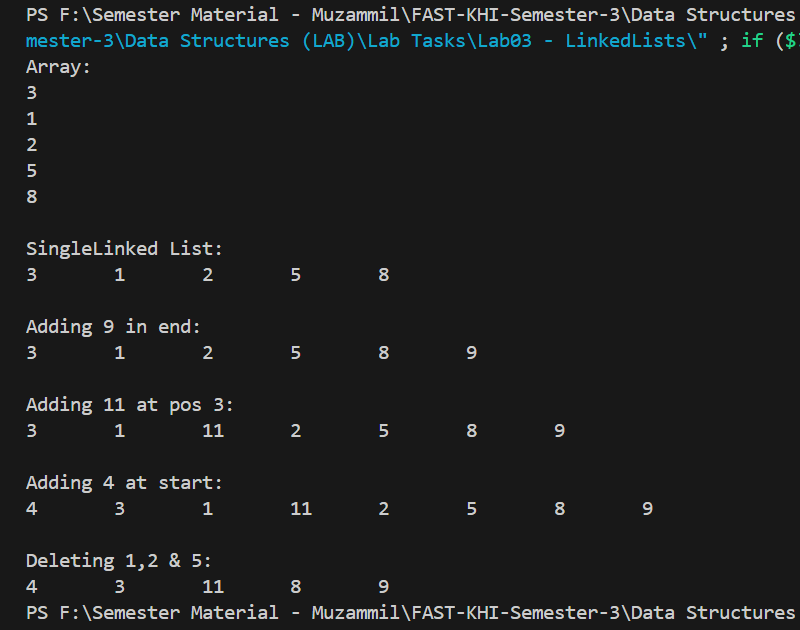 PS F:\Semester Material - Muzammil\FAST-KHI-Semester-3\Data Structures
mester-3\Data Structures (LAB)\Lab Tasks\Lab03 - LinkedLists\" ; if ($
Array:
3
1
2
5
8
SingleLinked List:
3 1 2 5 8
Adding 9 in end:
3 1 2 5 8 9
Adding 11 at pos 3:
3 1 11 2 5 8 9
Adding 4 at start:
4 3 1 11 2 5 8 9
Deleting 1,2 & 5:
4 3 11 8 9
PS F:\Semester Material - Muzammil\FAST-KHI-Semester-3\Data Structures